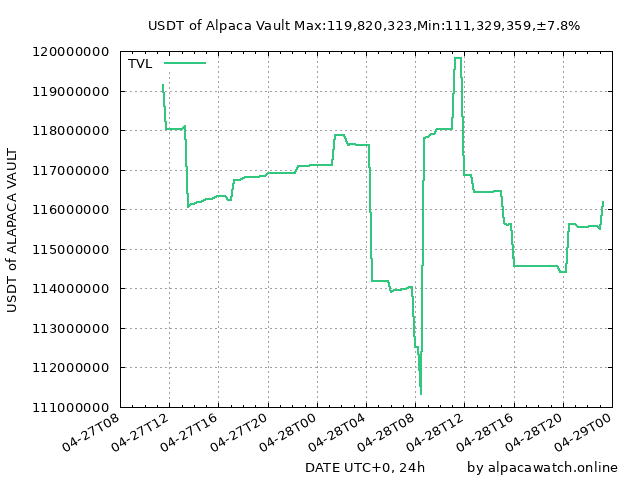 USDT of Alpaca Vault Max:119,820,323,Min:111,329,359,±7.8%
TVL
120000000
119000000
118000000
117000000
116000000
115000000
114000000
113000000
112000000
111000000
USDT of ALAPACA VAULT
04-27T08
04-27T12
04-27T16
04-27T20
04-28T00
04-28T04
04-28T08
04-28T12
04-28T16
04-28T20
04-29T00
DATE UTC+0, 24h
by alpacawatch.online